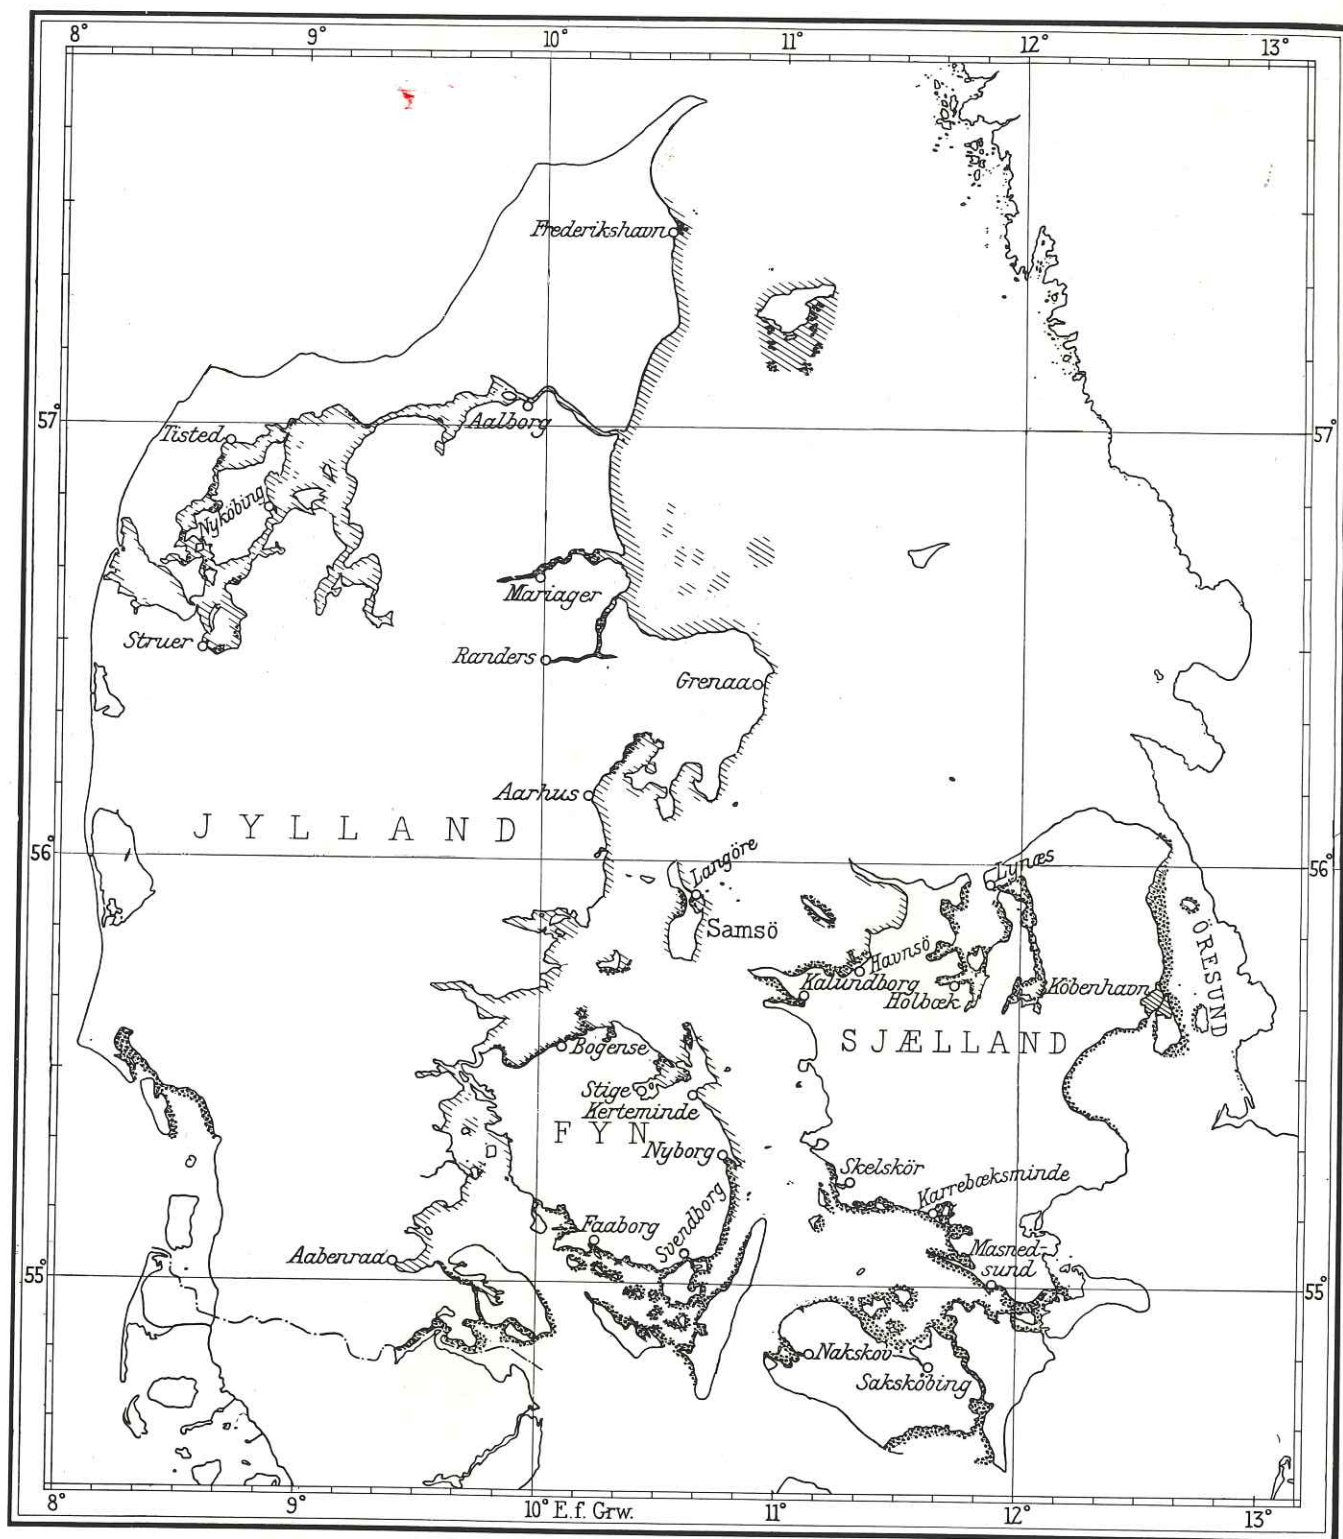 8° 9° 10° 11° 12° 13°
Frederikshavn
57° 57°
Aalborg
Tisted
Nyköbing
Mariager
Struer
Randers
Grenaa
Aarhus
JYLLAND
Langöre
56° 56°
Lynæs
Samsö
Havnsö
ÖRESUND
Kalundborg
Holbæk
Köbenhavn
SJÆLLAND
Bogense
Stige
Kerteminde
FYN
Nyborg
Skelskör
Karrebæksminde
Svendborg
Faaborg
Aabenraa
Masned-
sund
55° 55°
Nakskov
Sakskøbing
8° 9° 10° E.f. Grw. 11° 12° 13°